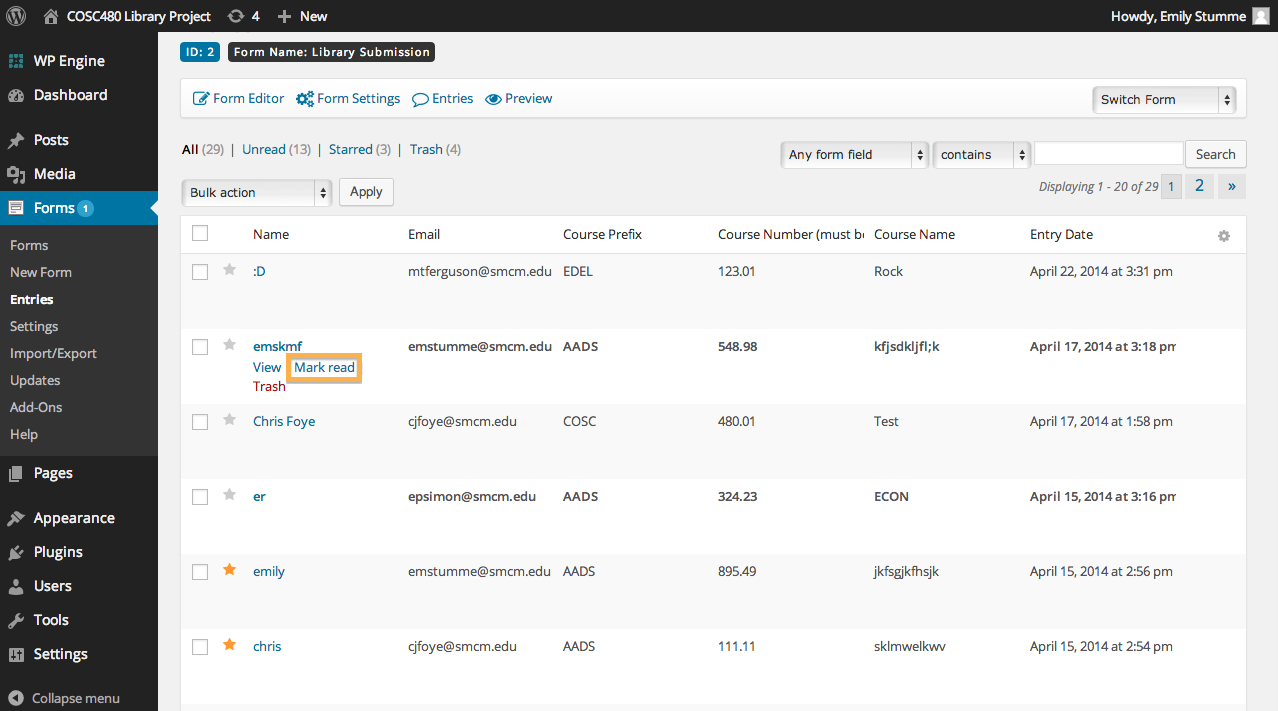 COSC480 Library Project 4 New Howdy, Emily Stumme
ID: 2 Form Name: Library Submission
WP Engine
Dashboard
Posts
Media
Forms 1
Forms
New Form
Entries
Settings
Import/Export
Updates
Add-Ons
Help
Pages
Appearance
Plugins
Users
Tools
Settings
Collapse menu
Form Editor Form Settings Entries Preview Switch Form
All (29) | Unread (13) | Starred (3) | Trash (4)
Any form field contains Search
Bulk action Apply
Displaying 1 - 20 of 29 1 2 »
Name Email Course Prefix Course Number (must be Course Name Entry Date
:D mtferguson@smcm.edu EDEL 123.01 Rock April 22, 2014 at 3:31 pm
emskmf emstumme@smcm.edu AADS 548.98 kfjsdkljfl;k April 17, 2014 at 3:18 pm
View Mark read
Trash
Chris Foye cjfoye@smcm.edu COSC 480.01 Test April 17, 2014 at 1:58 pm
er epsimon@smcm.edu AADS 324.23 ECON April 15, 2014 at 3:16 pm
emily emstumme@smcm.edu AADS 895.49 jkfsgjkfhsjk April 15, 2014 at 2:56 pm
chris cjfoye@smcm.edu AADS 111.11 sklmwelkwv April 15, 2014 at 2:54 pm